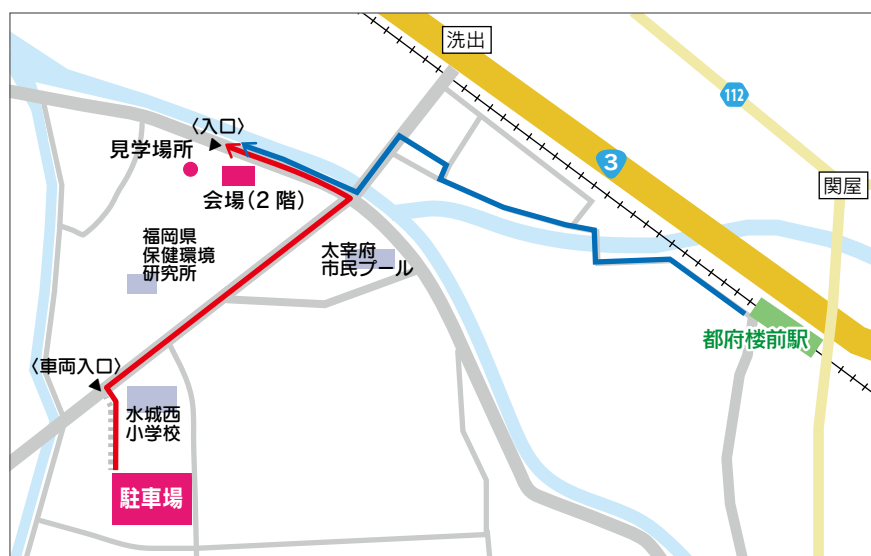 洗出
112
〈入口〉
見学場所
3
関屋
会場(2階)
福岡県
保健環境
研究所
太宰府
市民プール
都府楼前駅
〈車両入口〉
水城西
小学校
駐車場